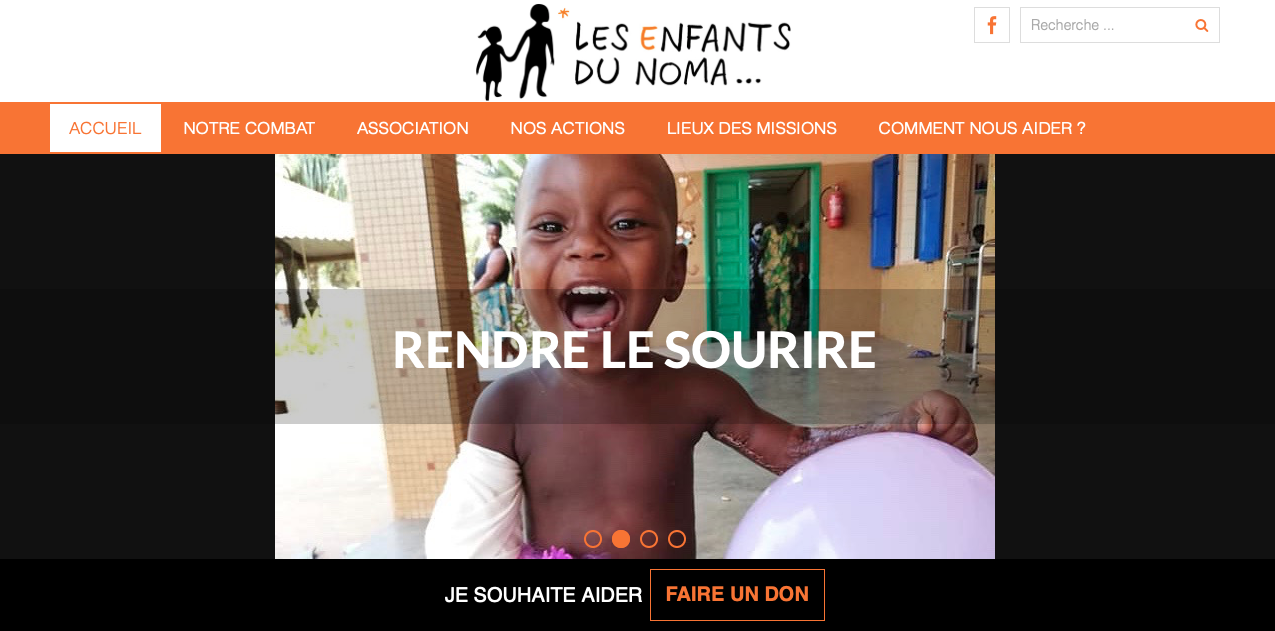 LES ENFANTS
DU NOMA...
Recherche ...
ACCUEIL NOTRE COMBAT ASSOCIATION NOS ACTIONS LIEUX DES MISSIONS COMMENT NOUS AIDER ?
RENDRE LE SOURIRE
JE SOUHAITE AIDER FAIRE UN DON